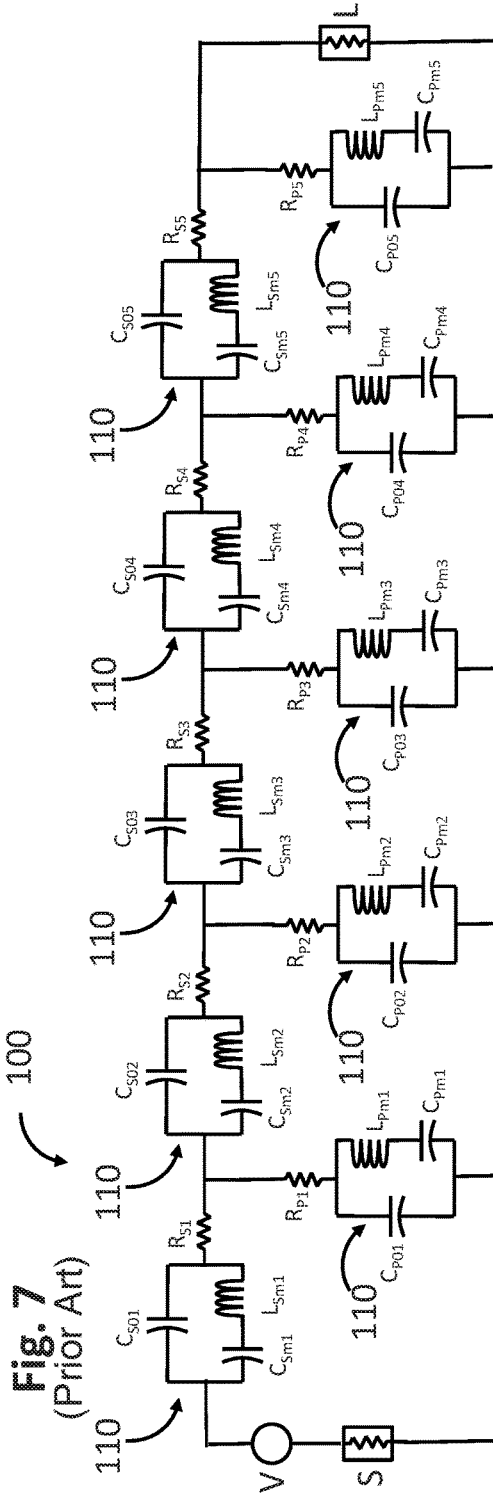 Fig. 7
(Prior Art)
100
110
110
110
110
110
C_S01
C_S02
C_S03
C_S04
C_S05
R_S1
R_S2
R_S3
R_S4
R_S5
L_Sm1
L_Sm2
L_Sm3
L_Sm4
L_Sm5
C_Sm1
C_Sm2
C_Sm3
C_Sm4
C_Sm5
V
S
L
R_P1
R_P2
R_P3
R_P4
R_P5
L_Pm1
L_Pm2
L_Pm3
L_Pm4
L_Pm5
C_P01
C_P02
C_P03
C_P04
C_P05
C_Pm1
C_Pm2
C_Pm3
C_Pm4
C_Pm5
110
110
110
110
110